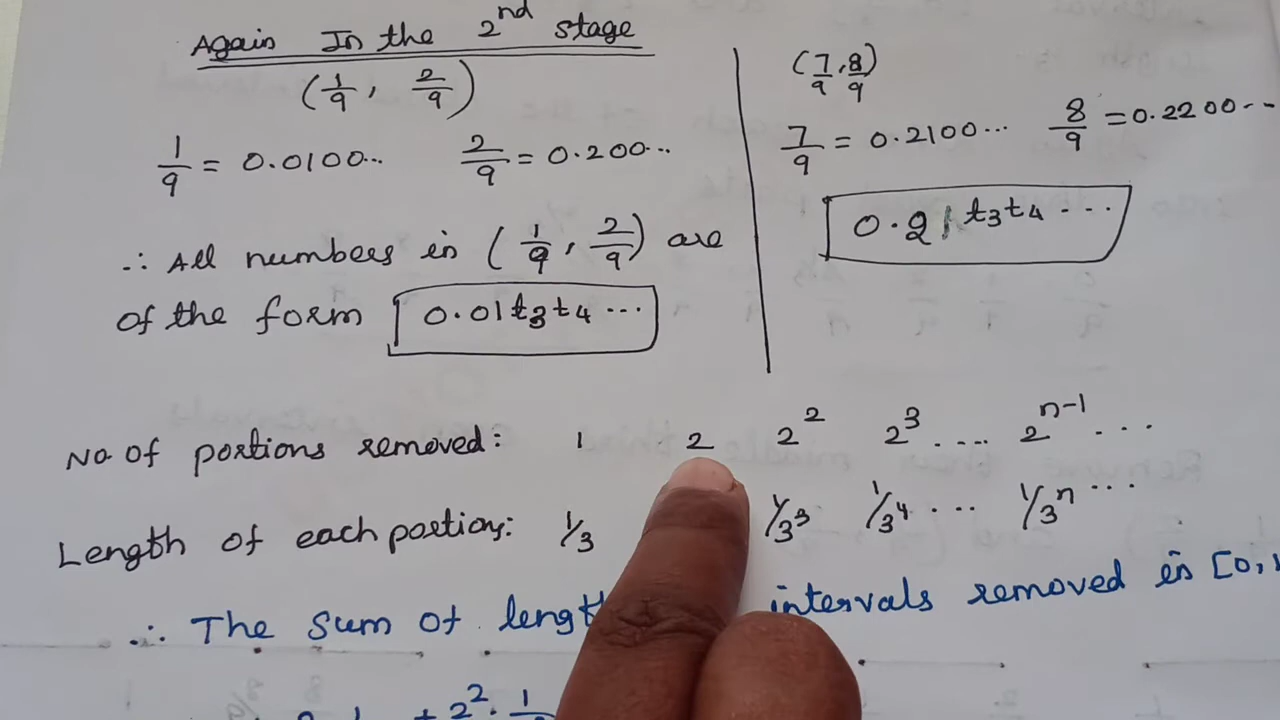 Again In the 2nd stage
(1/9, 2/9)
1/9 = 0.0100... 2/9 = 0.200...
∴ All numbers in (1/9, 2/9) are
of the form 0.01t3t4...
(7/9, 8/9)
7/9 = 0.2100... 8/9 = 0.2200...
0.21t3t4...
No of portions removed: 1 2 2^2 2^3 .... 2^n-1 ...
Length of each portion: 1/3 1/3^3 1/3^4 ... 1/3^n ...
∴ The Sum of intervals removed in [0,
+ 2^2 . 1